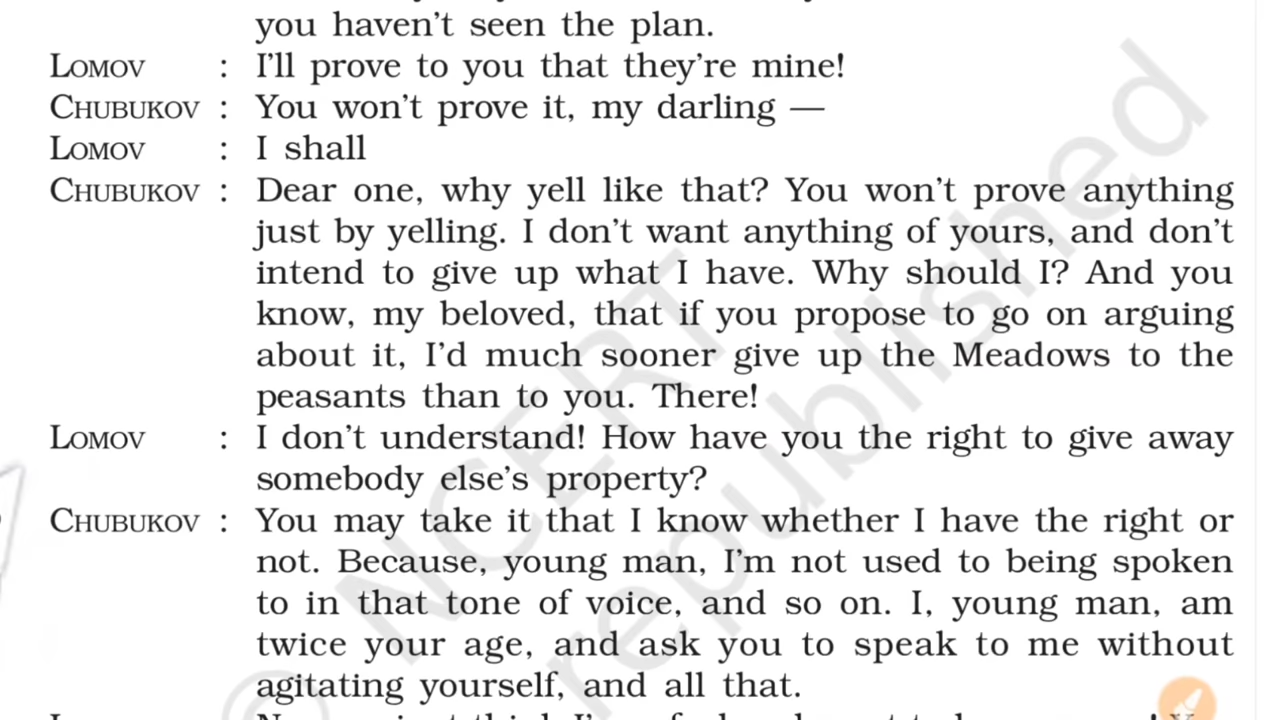 you haven't seen the plan.
LOMOV : I'll prove to you that they're mine!
CHUBUKOV : You won't prove it, my darling —
LOMOV : I shall
CHUBUKOV : Dear one, why yell like that? You won't prove anything
just by yelling. I don't want anything of yours, and don't
intend to give up what I have. Why should I? And you
know, my beloved, that if you propose to go on arguing
about it, I'd much sooner give up the Meadows to the
peasants than to you. There!
LOMOV : I don't understand! How have you the right to give away
somebody else's property?
CHUBUKOV : You may take it that I know whether I have the right or
not. Because, young man, I'm not used to being spoken
to in that tone of voice, and so on. I, young man, am
twice your age, and ask you to speak to me without
agitating yourself, and all that.
© NCERT
republished